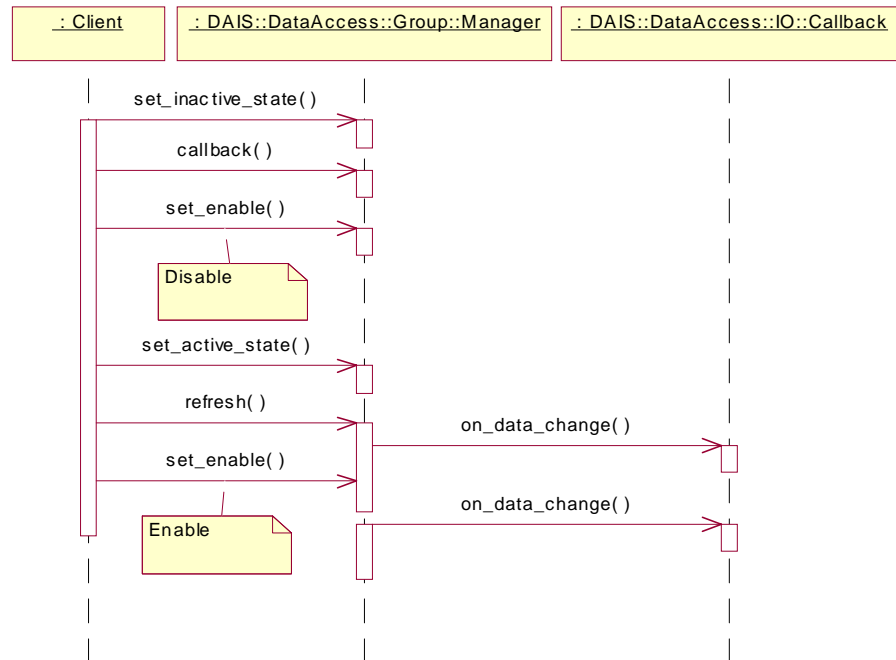 : Client
: DAIS::DataAccess::Group::Manager
: DAIS::DataAccess::IO::Callback
set_inactive_state( )
callback( )
set_enable( )
Disable
set_active_state( )
refresh( )
on_data_change( )
set_enable( )
on_data_change( )
Enable